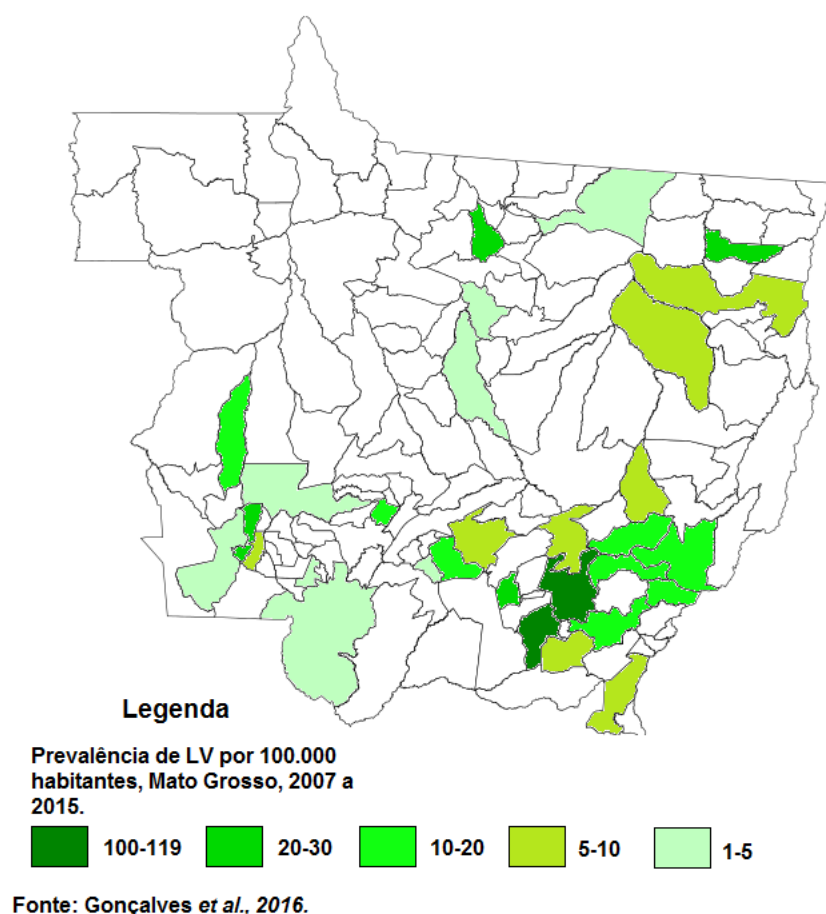 Legenda
Prevalência de LV por 100.000
habitantes, Mato Grosso, 2007 a
2015.
100-119 20-30 10-20 5-10 1-5
Fonte: Gonçalves et al., 2016.